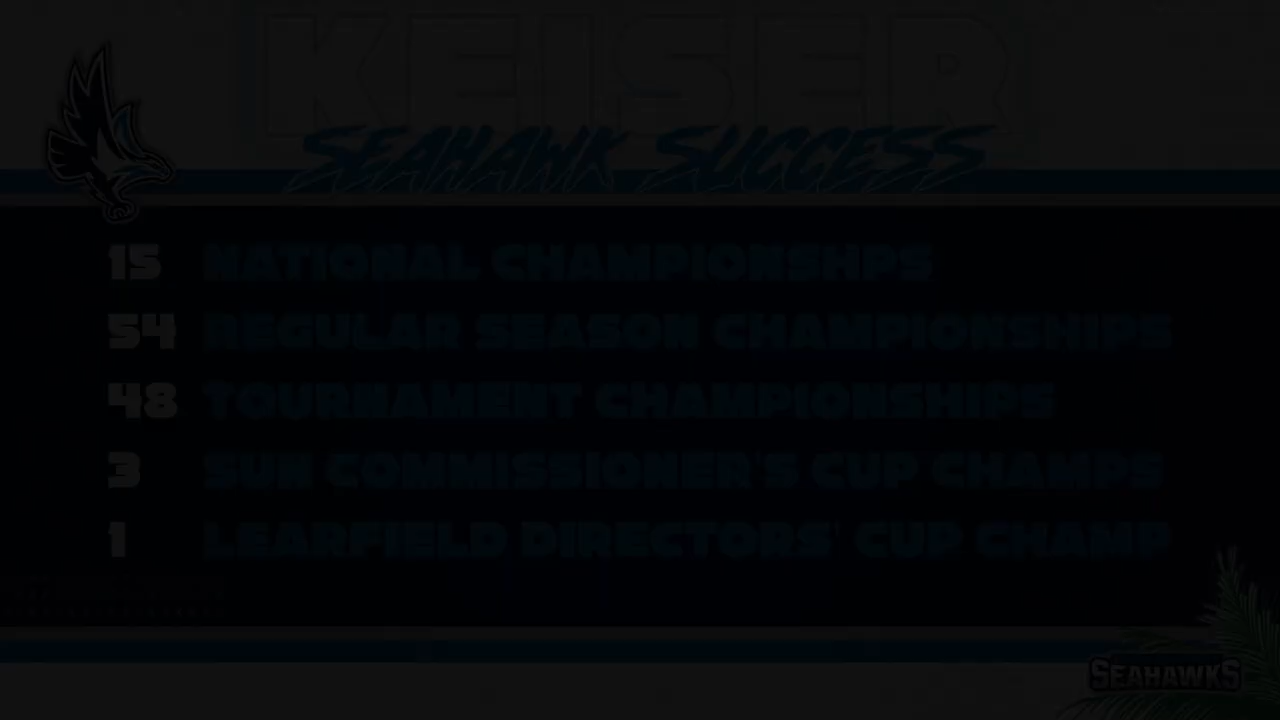 KEISER
SEAHAWK SUCCESS
15 NATIONAL CHAMPIONSHPS
54 REGULAR SEASON CHAMPIONSHIPS
48 TOURNAMENT CHAMPIONSHIPS
3 SUN COMMISSIONER'S CUP CHAMPS
1 LEARFIELD DIRECTORS' CUP CHAMP
SEAHAWKS